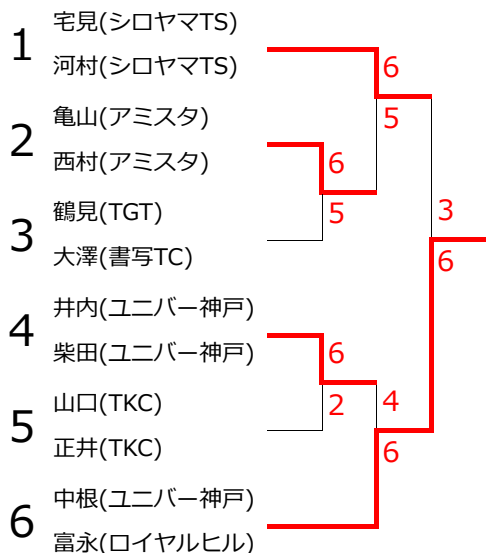 1
宅見(シロヤマTS)
河村(シロヤマTS)
2
亀山(アミスタ)
西村(アミスタ)
3
鶴見(TGT)
大澤(書写TC)
4
井内(ユニバー神戸)
柴田(ユニバー神戸)
5
山口(TKC)
正井(TKC)
6
中根(ユニバー神戸)
富永(ロイヤルヒル)
6
5
6
5
3
6
6
2
4
6